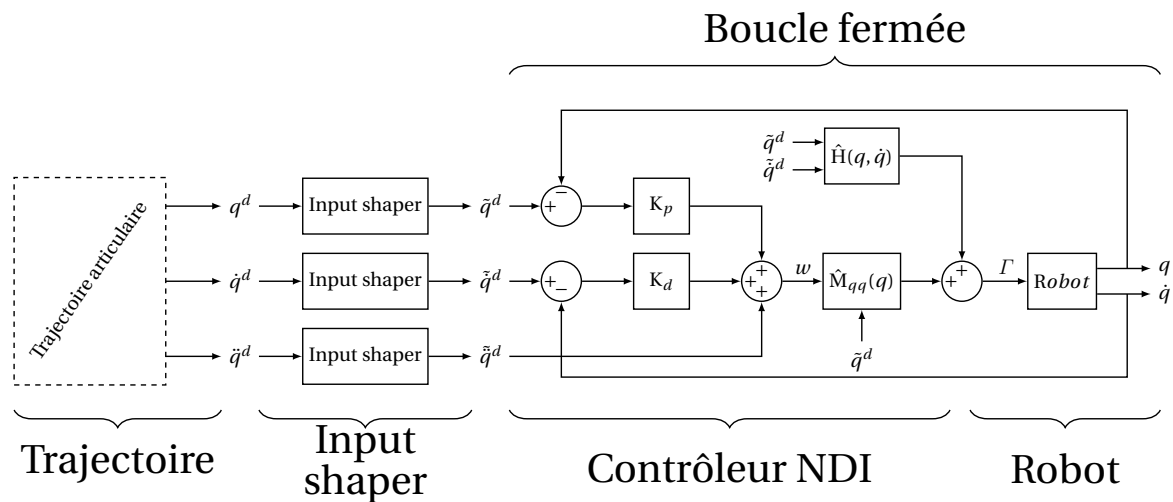 Boucle fermée
q̃^d
q̃̇^d
Ĥ(q, q̇)
Trajectoire articulaire
q^d
Input shaper
q̃^d
+
−
K_p
q̇^d
Input shaper
q̃̇^d
+
−
K_d
+
+
+
w
M̂_qq(q)
+
+
Γ
Robot
q
q̇
q̈^d
Input shaper
q̃̈^d
q̃^d
Trajectoire
Input
shaper
Contrôleur NDI
Robot